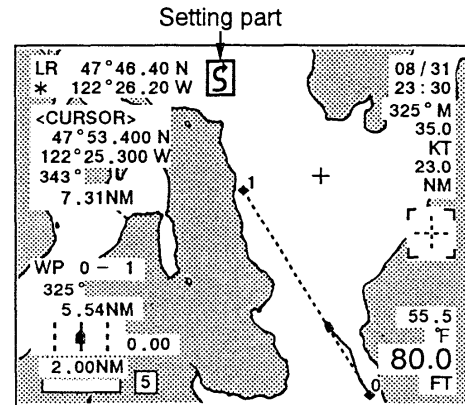 Setting part
LR 47°46.40 N
* 122°26.20 W
S
<CURSOR>
47°53.400 N
122°25.300 W
343°
7.31NM
08/31
23:30
325°M
35.0
KT
23.0
NM
1
WP 0－1
325°
5.54NM
0.00
2.00NM
5
55.5
°F
80.0
FT
0